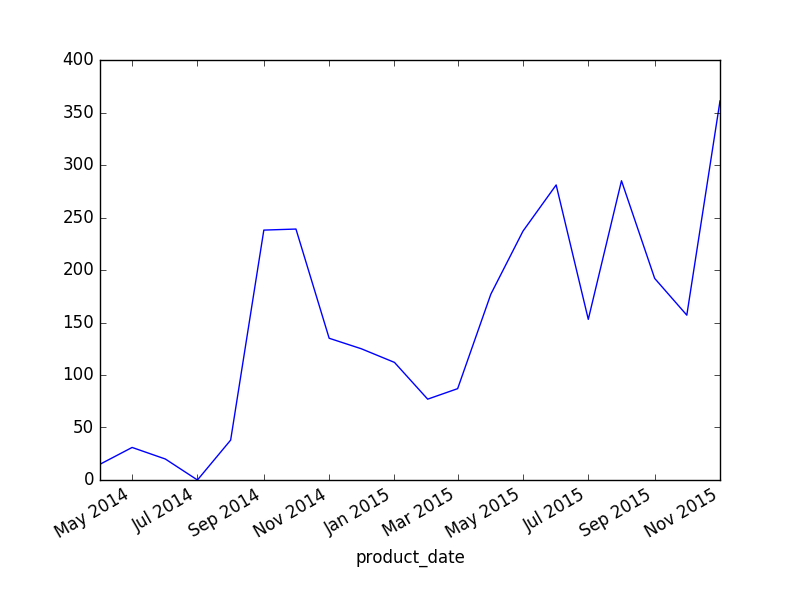 400
350
300
250
200
150
100
50
0
May 2014
Jul 2014
Sep 2014
Nov 2014
Jan 2015
Mar 2015
May 2015
Jul 2015
Sep 2015
Nov 2015
product_date